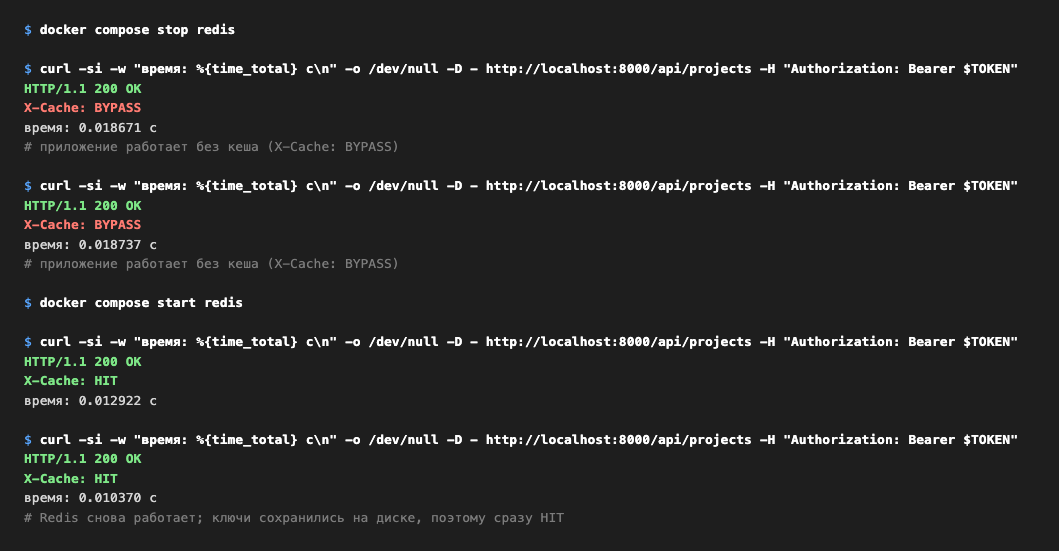 $ docker compose stop redis
$ curl -si -w "время: %{time_total} с\n" -o /dev/null -D - http://localhost:8000/api/projects -H "Authorization: Bearer $TOKEN"
HTTP/1.1 200 OK
X-Cache: BYPASS
время: 0.018671 с
# приложение работает без кеша (X-Cache: BYPASS)
$ curl -si -w "время: %{time_total} с\n" -o /dev/null -D - http://localhost:8000/api/projects -H "Authorization: Bearer $TOKEN"
HTTP/1.1 200 OK
X-Cache: BYPASS
время: 0.018737 с
# приложение работает без кеша (X-Cache: BYPASS)
$ docker compose start redis
$ curl -si -w "время: %{time_total} с\n" -o /dev/null -D - http://localhost:8000/api/projects -H "Authorization: Bearer $TOKEN"
HTTP/1.1 200 OK
X-Cache: HIT
время: 0.012922 с
$ curl -si -w "время: %{time_total} с\n" -o /dev/null -D - http://localhost:8000/api/projects -H "Authorization: Bearer $TOKEN"
HTTP/1.1 200 OK
X-Cache: HIT
время: 0.010370 с
# Redis снова работает; ключи сохранились на диске, поэтому сразу HIT